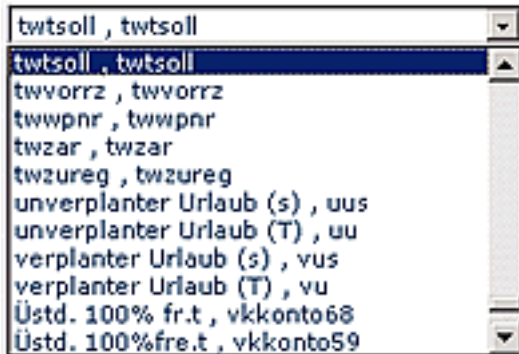 twtsoll , twtsoll
twtsoll , twtsoll
twvorrz , twvorrz
twwpnr , twwpnr
twzar , twzar
twzureg , twzureg
unverplanter Urlaub (s) , uus
unverplanter Urlaub (T) , uu
verplanter Urlaub (s) , vus
verplanter Urlaub (T) , vu
Üstd. 100% fr.t , vkkonto68
Üstd. 100%fre.t , vkkonto59